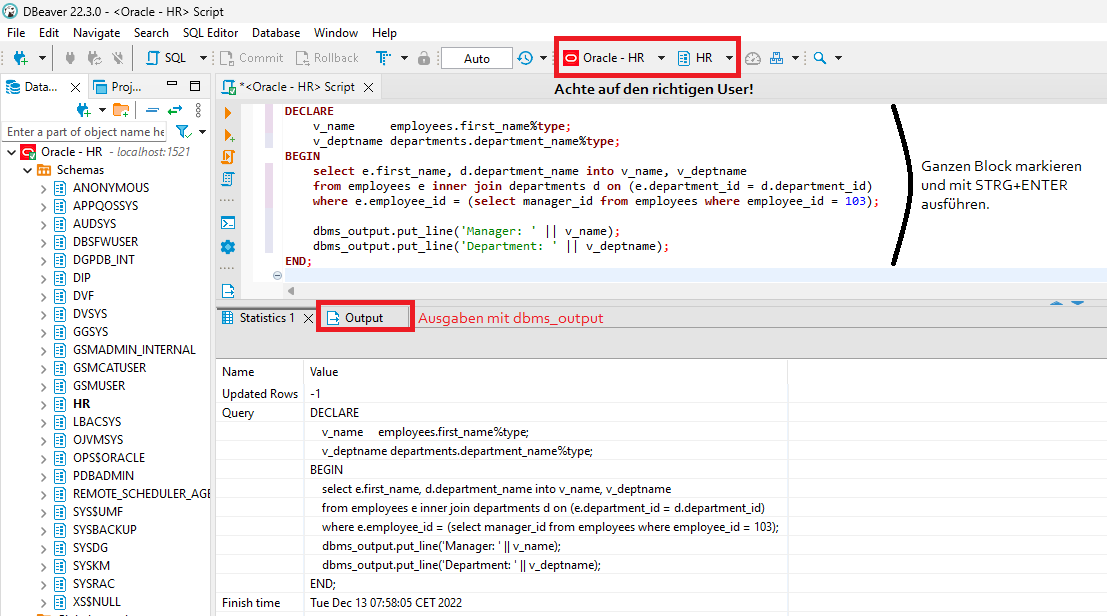 DBeaver 22.3.0 - <Oracle - HR> Script
File Edit Navigate Search SQL Editor Database Window Help
SQL Commit Rollback Auto Oracle - HR HR
Achte auf den richtigen User!
Data... Proj...
Enter a part of object name he
Oracle - HR - localhost:1521
Schemas
ANONYMOUS
APPQOSSYS
AUDSYS
DBSFWUSER
DGPDB_INT
DIP
DVF
DVSYS
GGSYS
GSMADMIN_INTERNAL
GSMCATUSER
GSMUSER
HR
LBACSYS
OJVMSYS
OPS$ORACLE
PDBADMIN
REMOTE_SCHEDULER_AGE
SYS$UMF
SYSBACKUP
SYSDG
SYSKM
SYSRAC
XS$NULL
*<Oracle - HR> Script
DECLARE
v_name employees.first_name%type;
v_deptname departments.department_name%type;
BEGIN
select e.first_name, d.department_name into v_name, v_deptname
from employees e inner join departments d on (e.department_id = d.department_id)
where e.employee_id = (select manager_id from employees where employee_id = 103);
dbms_output.put_line('Manager: ' || v_name);
dbms_output.put_line('Department: ' || v_deptname);
END;
Ganzen Block markieren
und mit STRG+ENTER
ausführen.
Statistics 1 Output
Ausgaben mit dbms_output
Name Value
Updated Rows -1
Query DECLARE
v_name employees.first_name%type;
v_deptname departments.department_name%type;
BEGIN
select e.first_name, d.department_name into v_name, v_deptname
from employees e inner join departments d on (e.department_id = d.department_id)
where e.employee_id = (select manager_id from employees where employee_id = 103);
dbms_output.put_line('Manager: ' || v_name);
dbms_output.put_line('Department: ' || v_deptname);
END;
Finish time Tue Dec 13 07:58:05 CET 2022